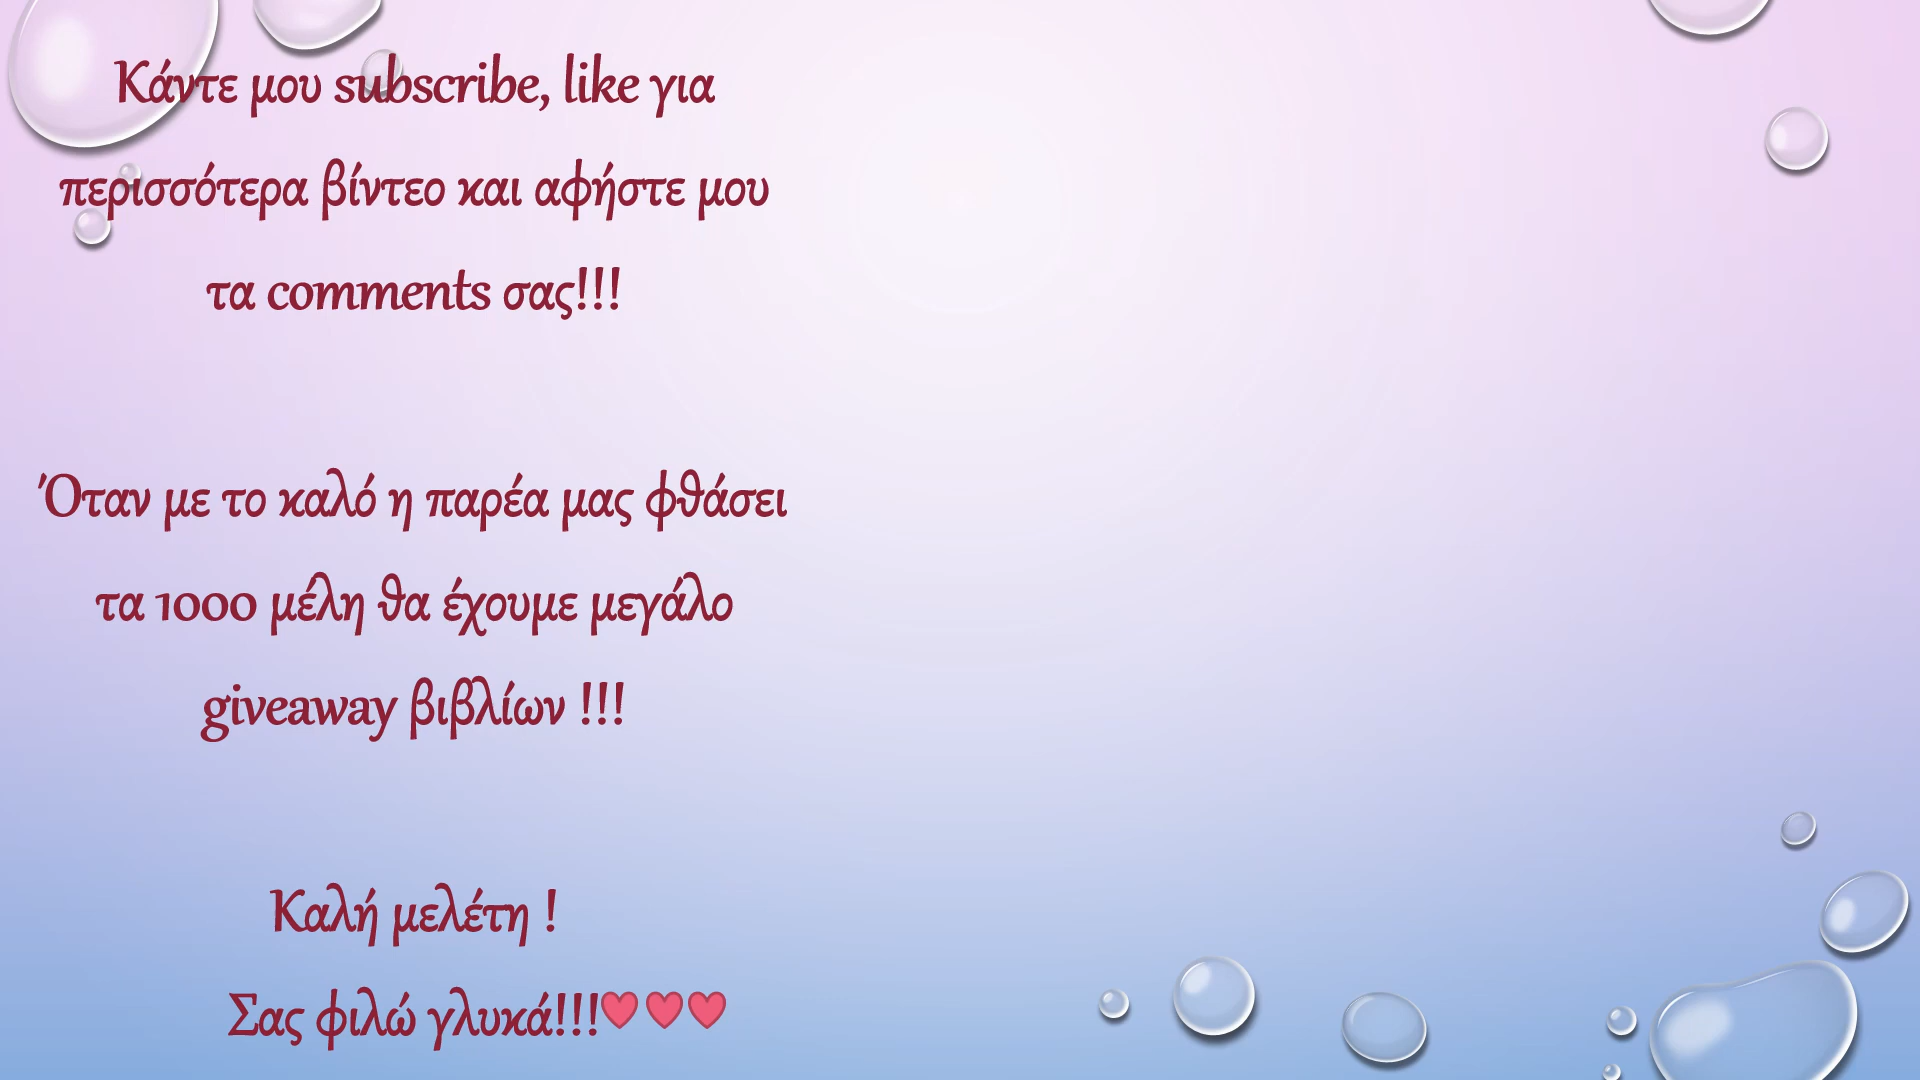 Κάντε μου subscribe, like για
περισσότερα βίντεο και αφήστε μου
τα comments σας!!!
Όταν με το καλό η παρέα μας φθάσει
τα 1000 μέλη θα έχουμε μεγάλο
giveaway βιβλίων !!!
Καλή μελέτη !
Σας φιλώ γλυκά!!!♥♥♥